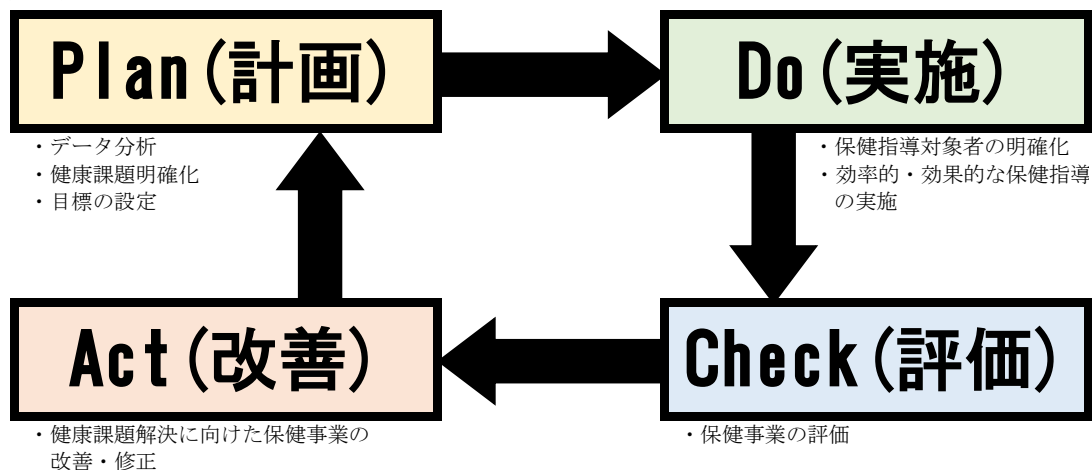 Plan(計画)
・データ分析
・健康課題明確化
・目標の設定
Do(実施)
・保健指導対象者の明確化
・効率的・効果的な保健指導
の実施
Check(評価)
・保健事業の評価
Act(改善)
・健康課題解決に向けた保健事業の
改善・修正